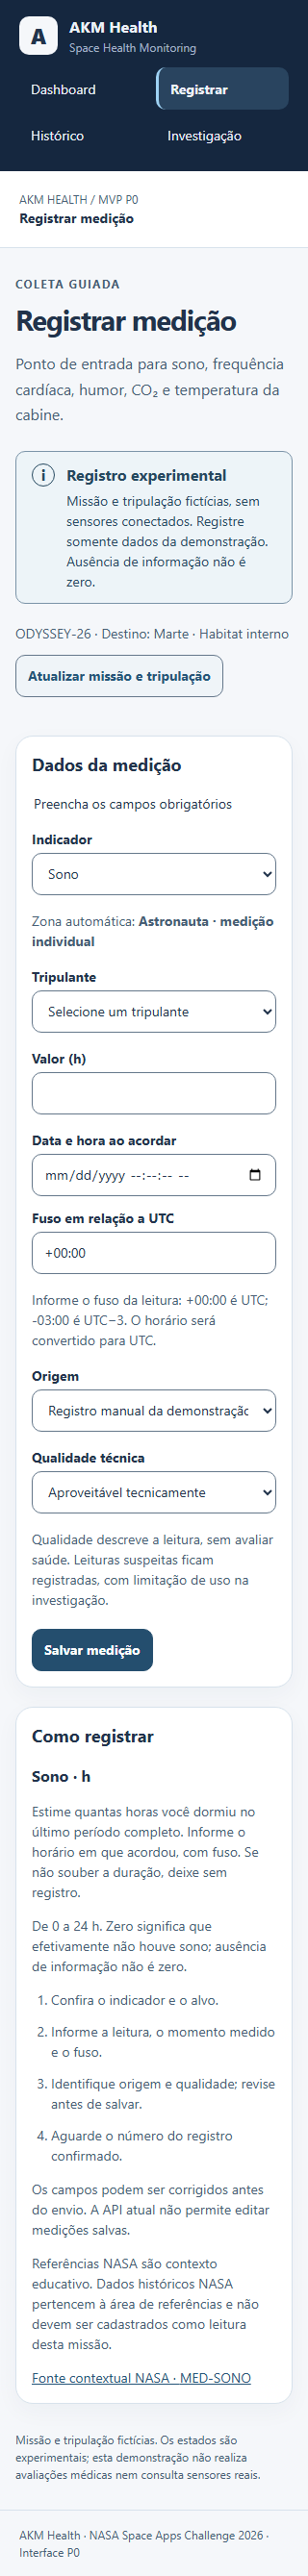 A
AKM Health
Space Health Monitoring
Dashboard
Registrar
Histórico
Investigação
AKM HEALTH / MVP P0
Registrar medição
COLETA GUIADA
Registrar medição
Ponto de entrada para sono, frequência
cardíaca, humor, CO₂ e temperatura da
cabine.
i
Registro experimental
Missão e tripulação fictícias, sem
sensores conectados. Registre
somente dados da demonstração.
Ausência de informação não é
zero.
ODYSSEY-26 · Destino: Marte · Habitat interno
Atualizar missão e tripulação
Dados da medição
Preencha os campos obrigatórios
Indicador
Sono
Zona automática: Astronauta · medição
individual
Tripulante
Selecione um tripulante
Valor (h)
Data e hora ao acordar
mm/dd/yyyy --:--:-- --
Fuso em relação a UTC
+00:00
Informe o fuso da leitura: +00:00 é UTC;
-03:00 é UTC−3. O horário será
convertido para UTC.
Origem
Registro manual da demonstração
Qualidade técnica
Aproveitável tecnicamente
Qualidade descreve a leitura, sem avaliar
saúde. Leituras suspeitas ficam
registradas, com limitação de uso na
investigação.
Salvar medição
Como registrar
Sono · h
Estime quantas horas você dormiu no
último período completo. Informe o
horário em que acordou, com fuso. Se
não souber a duração, deixe sem
registro.
De 0 a 24 h. Zero significa que
efetivamente não houve sono; ausência
de informação não é zero.
1. Confira o indicador e o alvo.
2. Informe a leitura, o momento medido
e o fuso.
3. Identifique origem e qualidade; revise
antes de salvar.
4. Aguarde o número do registro
confirmado.
Os campos podem ser corrigidos antes
do envio. A API atual não permite editar
medições salvas.
Referências NASA são contexto
educativo. Dados históricos NASA
pertencem à área de referências e não
devem ser cadastrados como leitura
desta missão.
Fonte contextual NASA · MED-SONO
Missão e tripulação fictícias. Os estados são
experimentais; esta demonstração não realiza
avaliações médicas nem consulta sensores reais.
AKM Health · NASA Space Apps Challenge 2026 ·
Interface P0